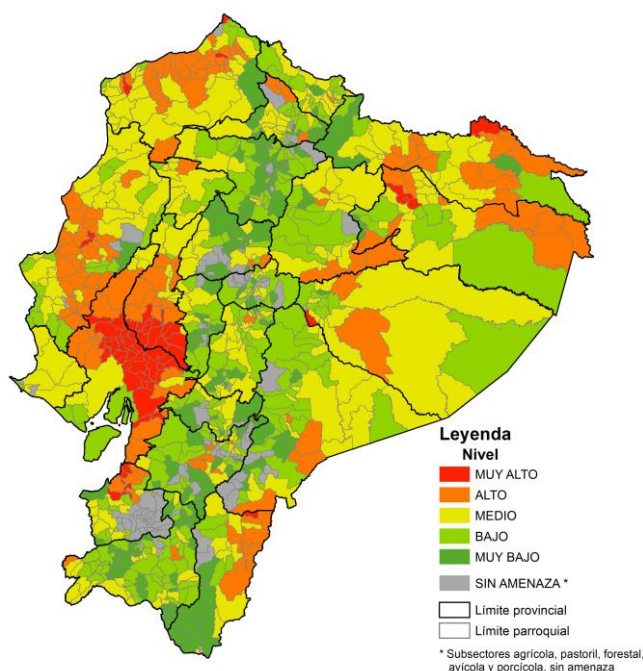 Leyenda
Nivel
MUY ALTO
ALTO
MEDIO
BAJO
MUY BAJO
SIN AMENAZA *
Límite provincial
Límite parroquial
* Subsectores agrícola, pastoril, forestal,
avícola y porcícola, sin amenaza